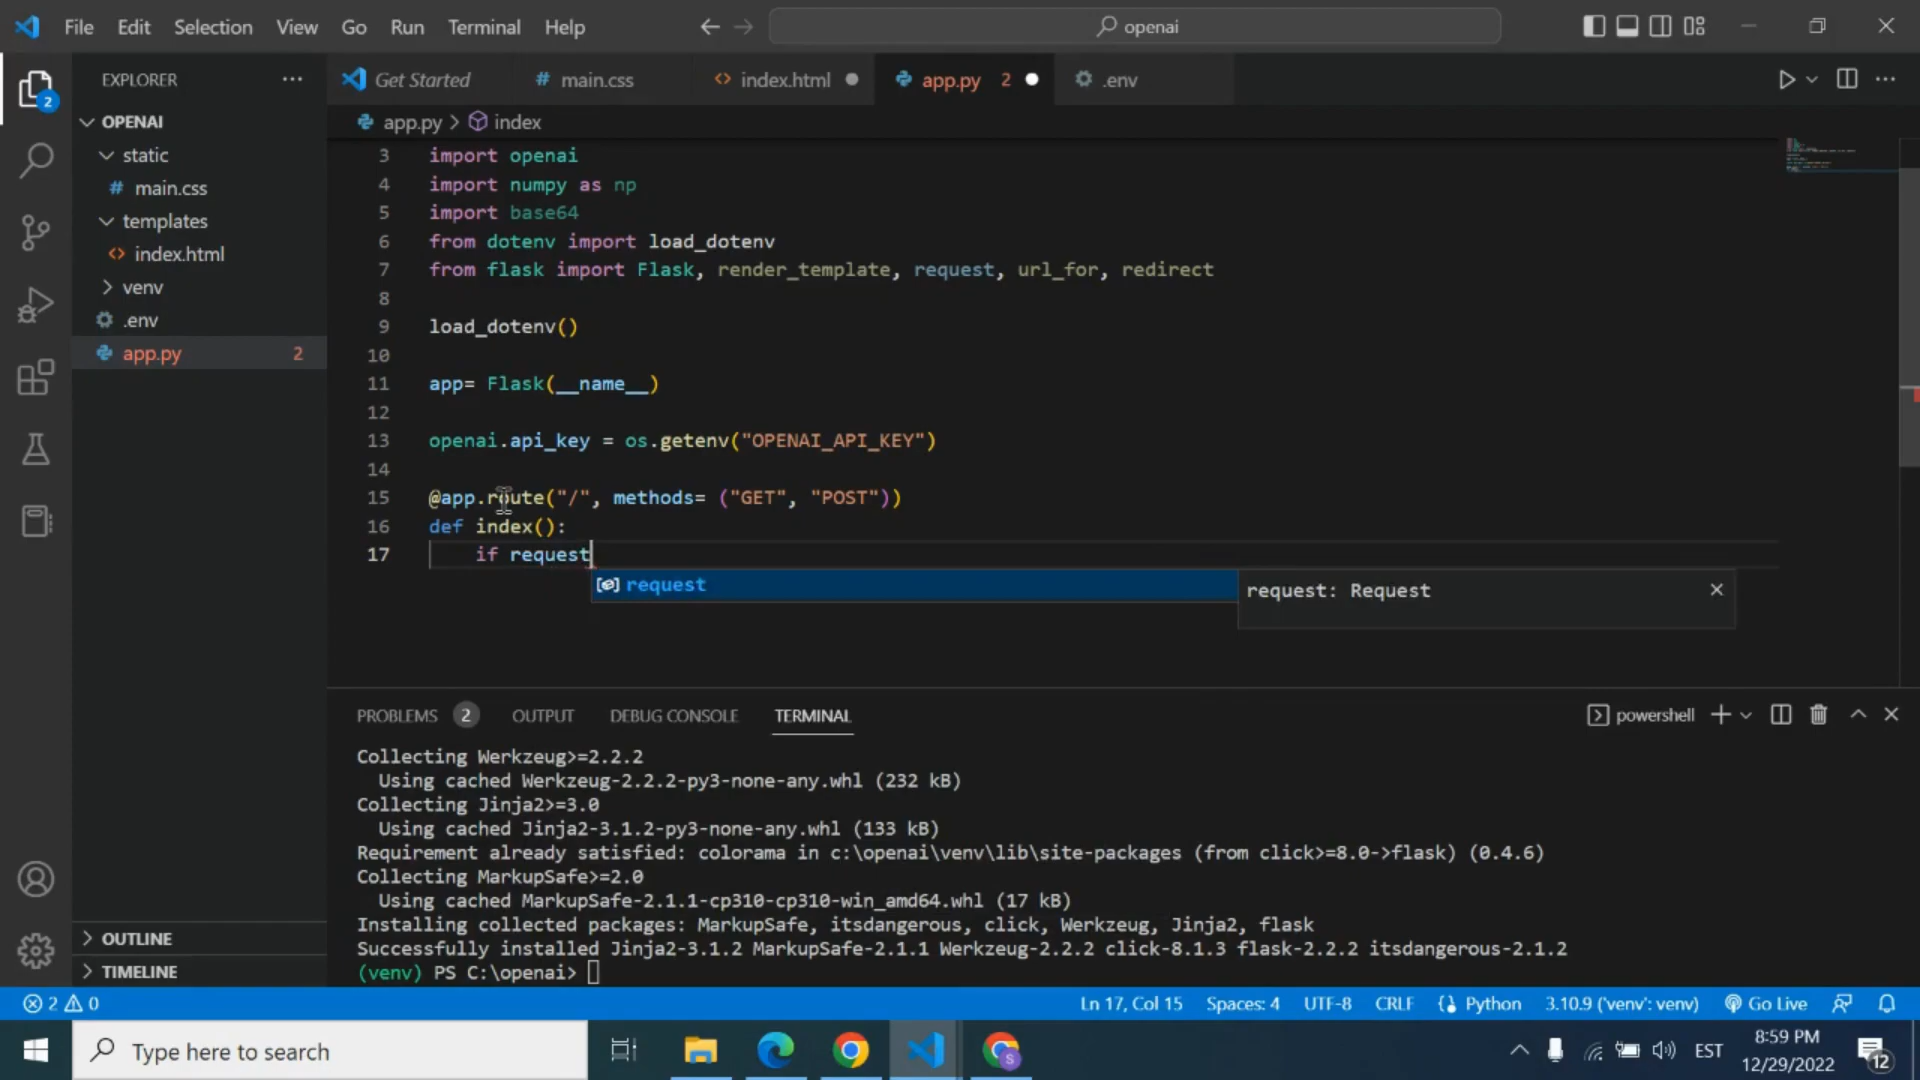 File Edit Selection View Go Run Terminal Help
openai
EXPLORER
Get Started
main.css
index.html
app.py 2
.env
OPENAI
app.py > index
static
main.css
templates
index.html
venv
.env
app.py 2
2
3 import openai
4 import numpy as np
5 import base64
6 from dotenv import load_dotenv
7 from flask import Flask, render_template, request, url_for, redirect
8
9 load_dotenv()
10
11 app= Flask(__name__)
12
13 openai.api_key = os.getenv("OPENAI_API_KEY")
14
15 @app.route("/", methods= ("GET", "POST"))
16 def index():
17 if request
request
request: Request
PROBLEMS 2 OUTPUT DEBUG CONSOLE TERMINAL
powershell
Collecting Werkzeug>=2.2.2
Using cached Werkzeug-2.2.2-py3-none-any.whl (232 kB)
Collecting Jinja2>=3.0
Using cached Jinja2-3.1.2-py3-none-any.whl (133 kB)
Requirement already satisfied: colorama in c:\openai\venv\lib\site-packages (from click>=8.0->flask) (0.4.6)
Collecting MarkupSafe>=2.0
Using cached MarkupSafe-2.1.1-cp310-cp310-win_amd64.whl (17 kB)
Installing collected packages: MarkupSafe, itsdangerous, click, Werkzeug, Jinja2, flask
Successfully installed Jinja2-3.1.2 MarkupSafe-2.1.1 Werkzeug-2.2.2 click-8.1.3 flask-2.2.2 itsdangerous-2.1.2
(venv) PS C:\openai>
OUTLINE
TIMELINE
2 0
Ln 17, Col 15 Spaces: 4 UTF-8 CRLF Python 3.10.9 ('venv': venv) Go Live
Type here to search
S
EST
8:59 PM
12/29/2022
12